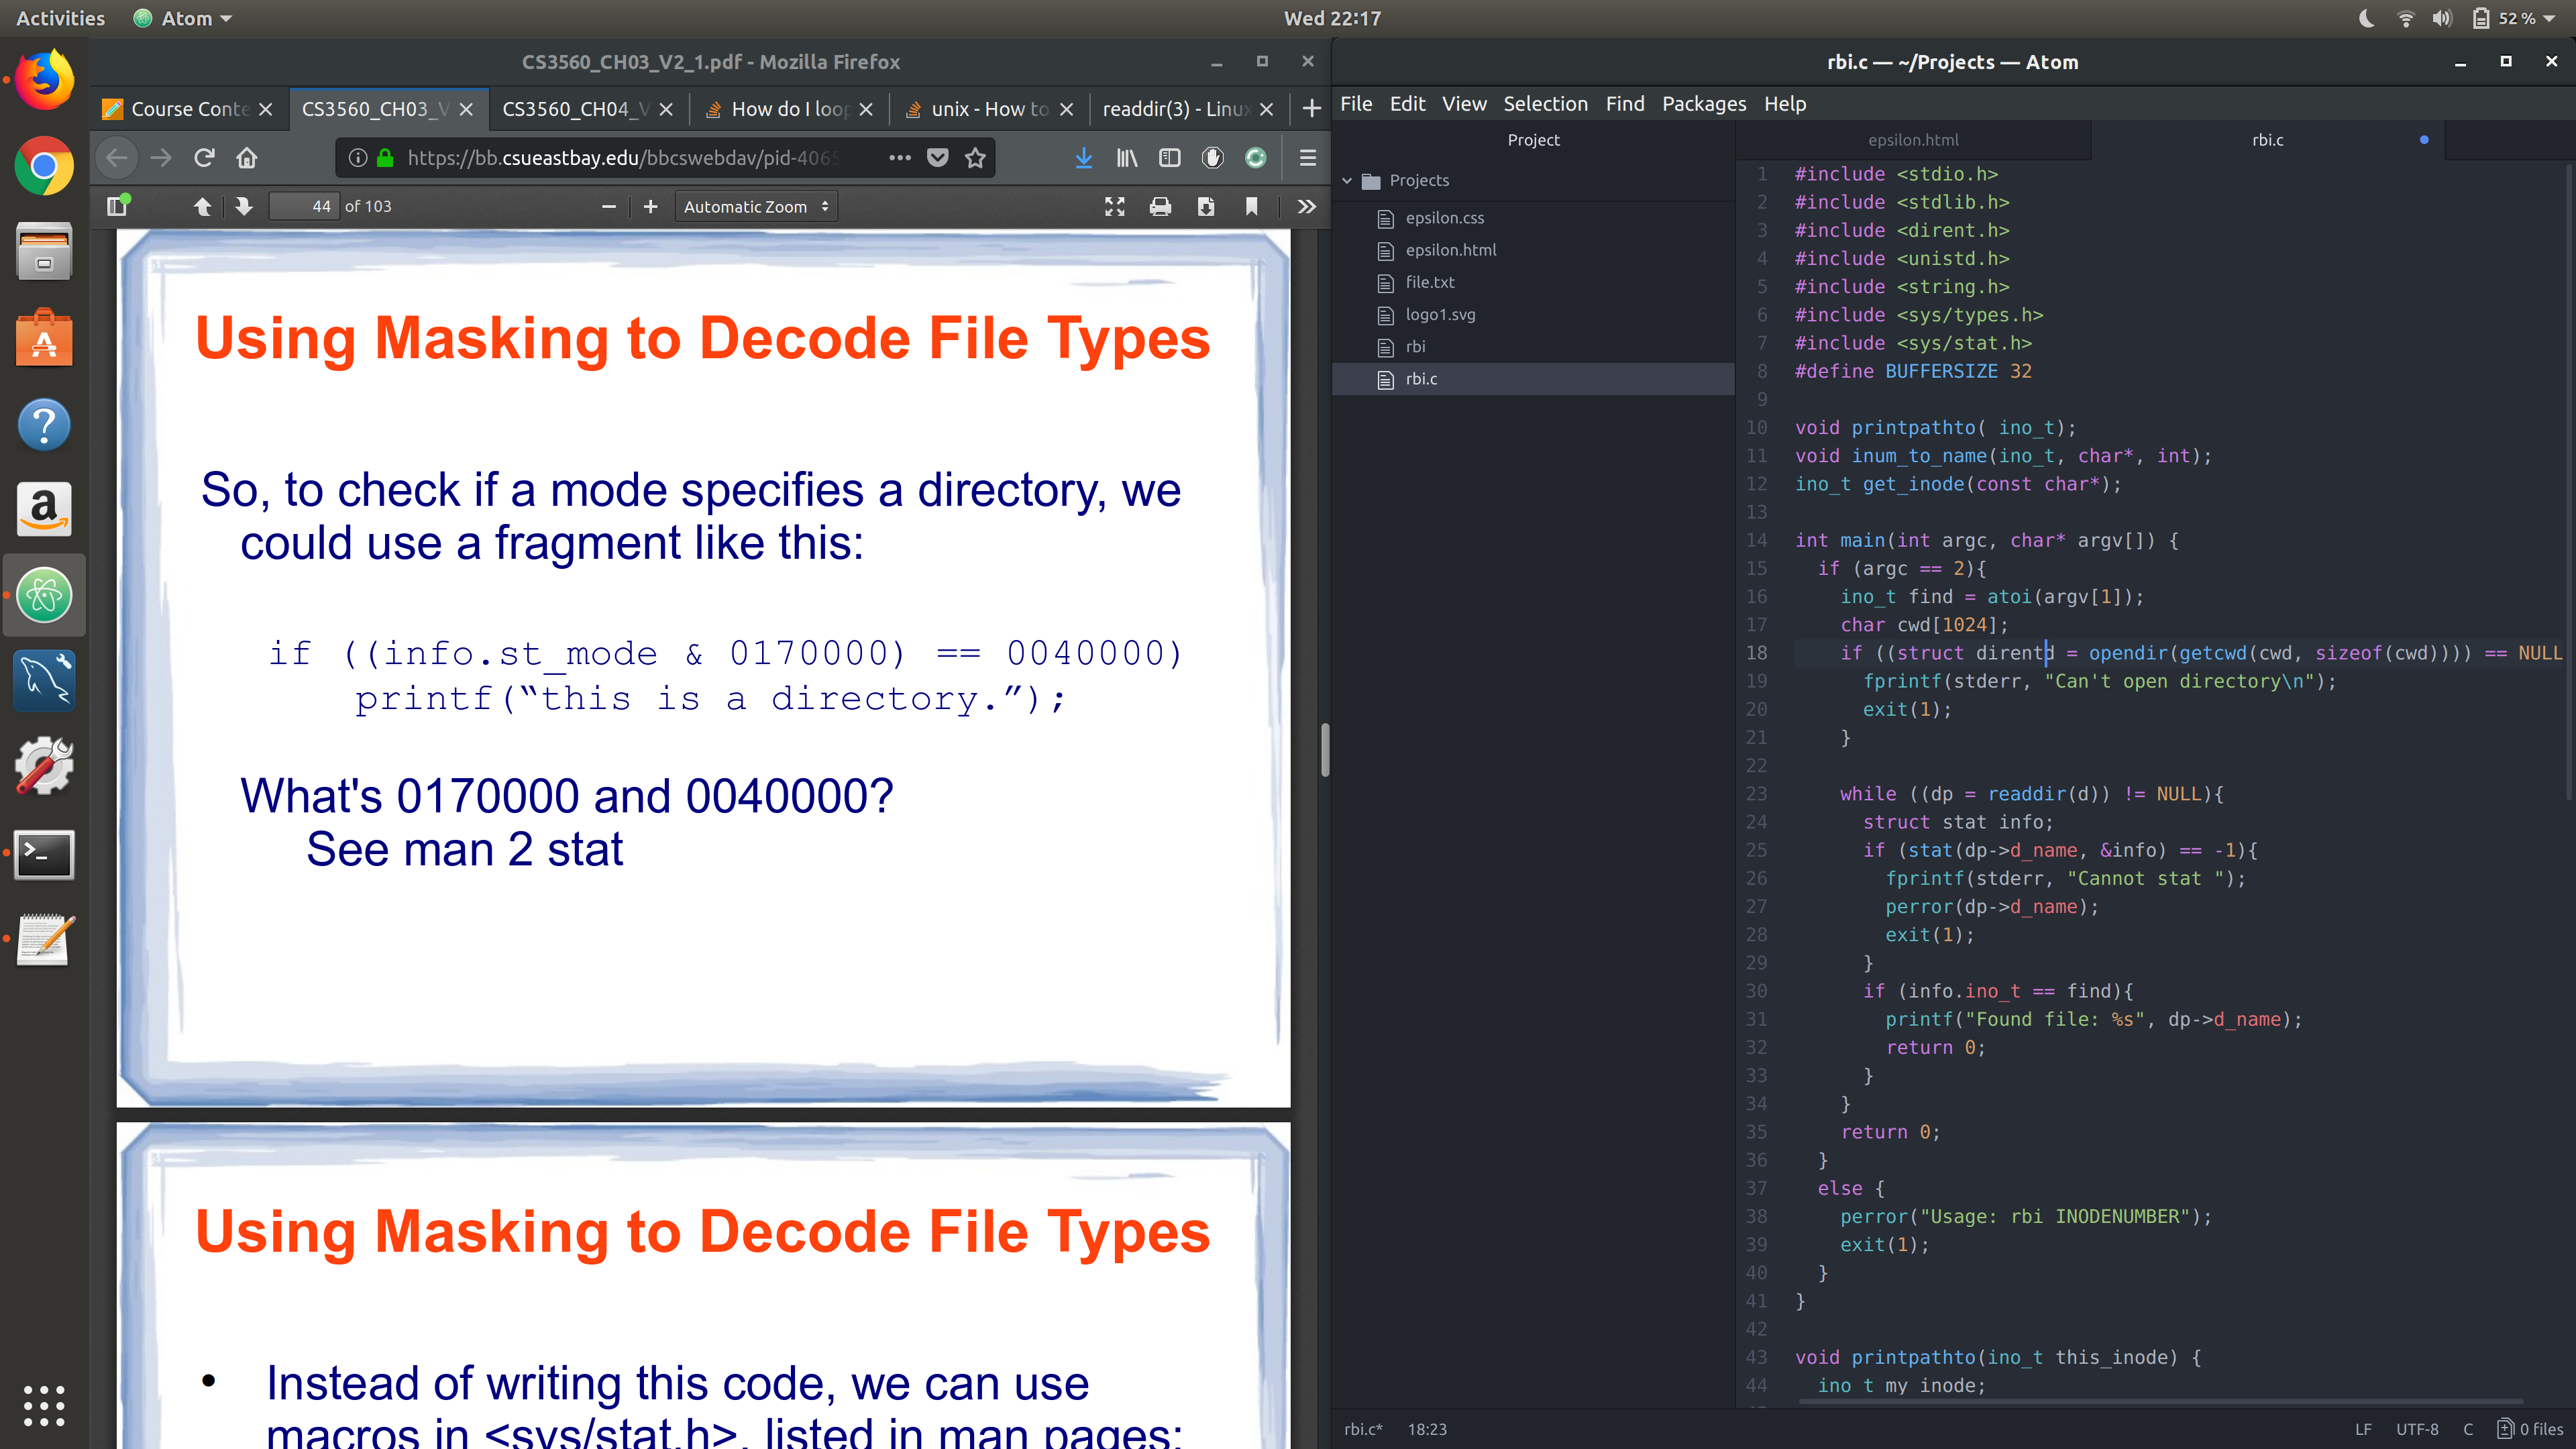 Activities
Atom
Wed 22:17
52 %
CS3560_CH03_V2_1.pdf - Mozilla Firefox
Course Conte
CS3560_CH03_V
CS3560_CH04_V
How do I loop
unix - How to
readdir(3) - Linux
https://bb.csueastbay.edu/bbcswebdav/pid-4065
44 of 103
Automatic Zoom
Using Masking to Decode File Types
So, to check if a mode specifies a directory, we
could use a fragment like this:
if ((info.st_mode & 0170000) == 0040000)
printf(“this is a directory.”);
What's 0170000 and 0040000?
See man 2 stat
Using Masking to Decode File Types
• Instead of writing this code, we can use
macros in <sys/stat.h>, listed in man pages:
rbi.c — ~/Projects — Atom
File Edit View Selection Find Packages Help
Project
epsilon.html
rbi.c
Projects
epsilon.css
epsilon.html
file.txt
logo1.svg
rbi
rbi.c
1 #include <stdio.h>
2 #include <stdlib.h>
3 #include <dirent.h>
4 #include <unistd.h>
5 #include <string.h>
6 #include <sys/types.h>
7 #include <sys/stat.h>
8 #define BUFFERSIZE 32
9
10 void printpathto( ino_t);
11 void inum_to_name(ino_t, char*, int);
12 ino_t get_inode(const char*);
13
14 int main(int argc, char* argv[]) {
15 if (argc == 2){
16 ino_t find = atoi(argv[1]);
17 char cwd[1024];
18 if ((struct direntd = opendir(getcwd(cwd, sizeof(cwd)))) == NULL
19 fprintf(stderr, "Can't open directory\n");
20 exit(1);
21 }
22
23 while ((dp = readdir(d)) != NULL){
24 struct stat info;
25 if (stat(dp->d_name, &info) == -1){
26 fprintf(stderr, "Cannot stat ");
27 perror(dp->d_name);
28 exit(1);
29 }
30 if (info.ino_t == find){
31 printf("Found file: %s", dp->d_name);
32 return 0;
33 }
34 }
35 return 0;
36 }
37 else {
38 perror("Usage: rbi INODENUMBER");
39 exit(1);
40 }
41 }
42
43 void printpathto(ino_t this_inode) {
44 ino_t my_inode;
rbi.c* 18:23
LF UTF-8 C 0 files